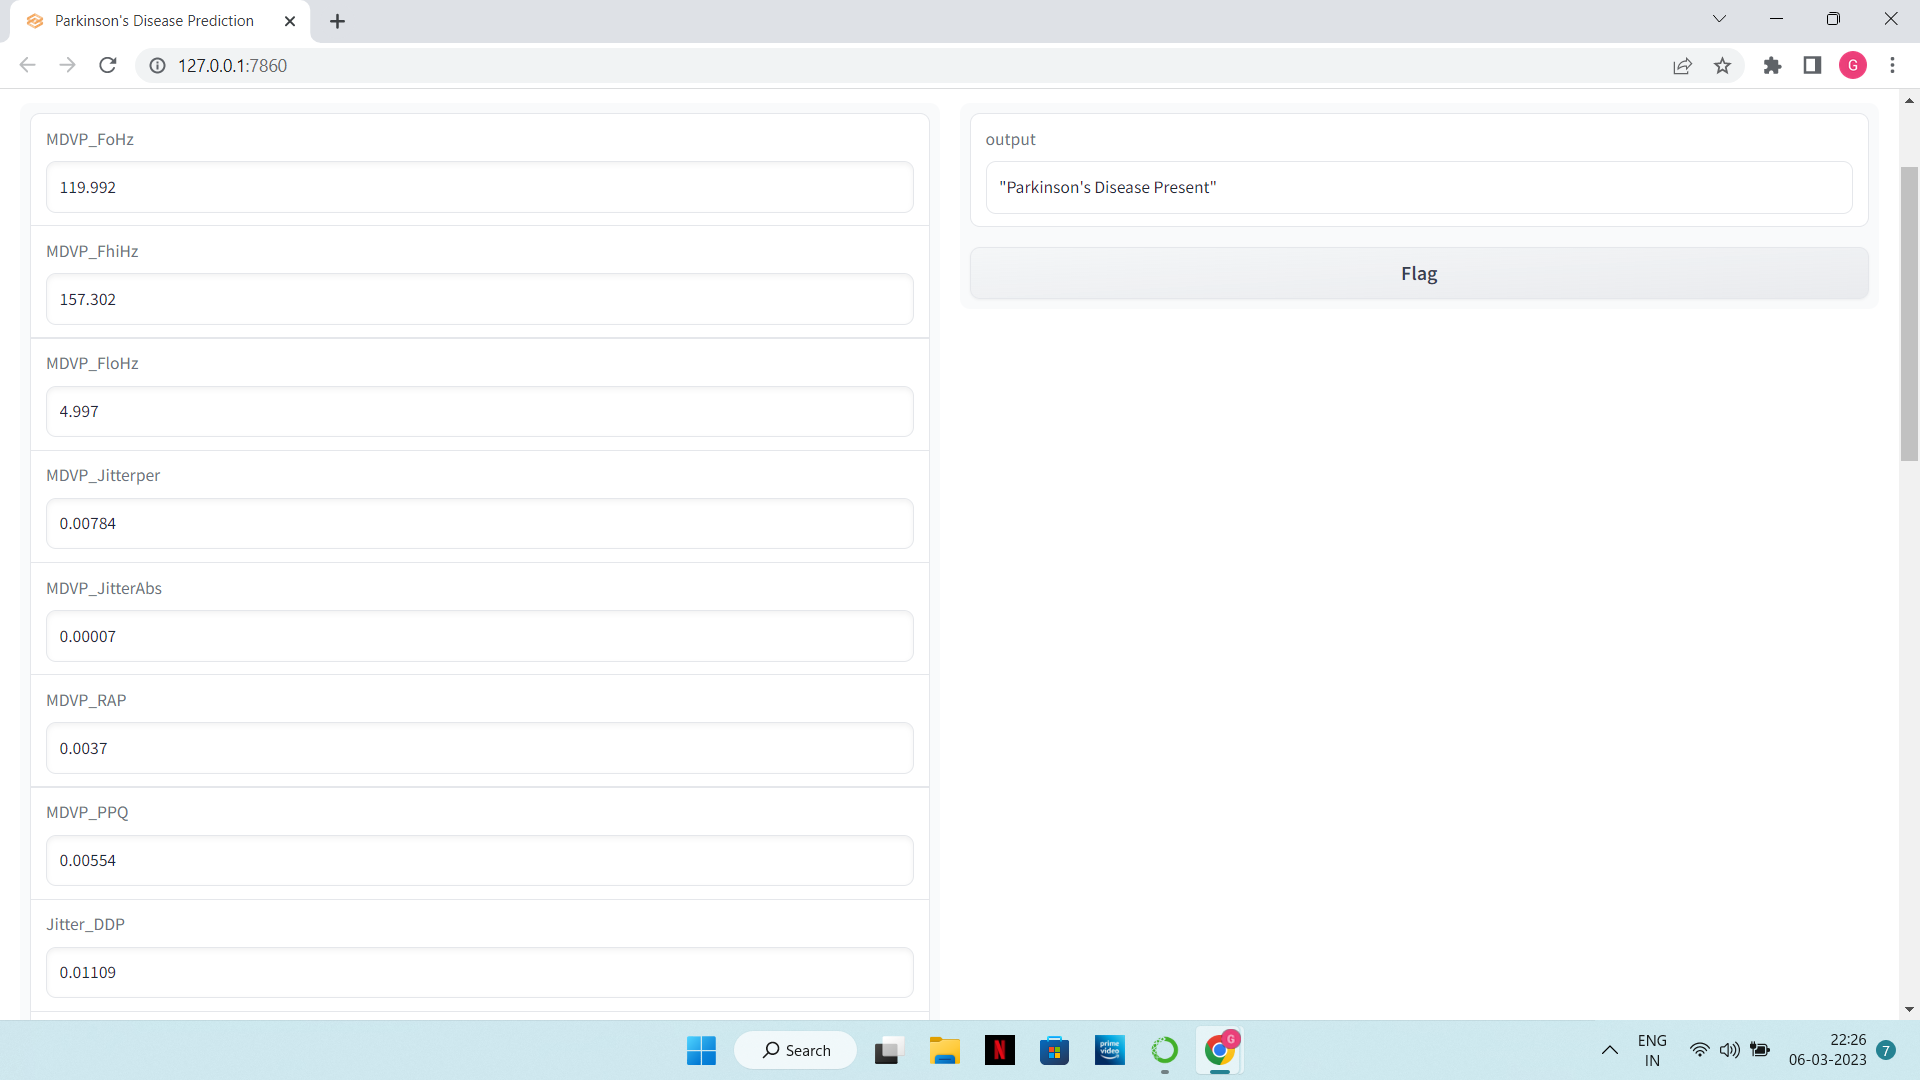 Parkinson's Disease Prediction
127.0.0.1:7860
G
MDVP_FoHz
119.992
MDVP_FhiHz
157.302
MDVP_FloHz
4.997
MDVP_Jitterper
0.00784
MDVP_JitterAbs
0.00007
MDVP_RAP
0.0037
MDVP_PPQ
0.00554
Jitter_DDP
0.01109
output
"Parkinson's Disease Present"
Flag
Search
N
prime
video
G
ENG
IN
22:26
06-03-2023
7